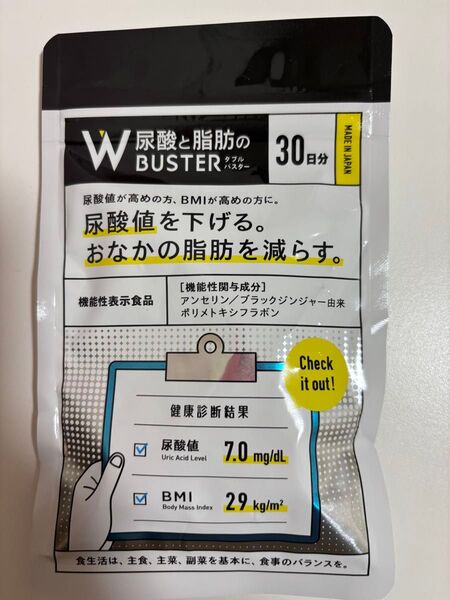 W 尿酸と脂肪の
BUSTER ダブルバスター
30日分
MADE IN JAPAN
尿酸値が高めの方、BMIが高めの方に。
尿酸値を下げる。
おなかの脂肪を減らす。
機能性表示食品
[機能性関与成分]
アンセリン／ブラックジンジャー由来
ポリメトキシフラボン
Check
it out!
健康診断結果
尿酸値 7.0 mg/dL
Uric Acid Level
BMI 29 kg/m²
Body Mass Index
食生活は、主食、主菜、副菜を基本に、食事のバランスを。